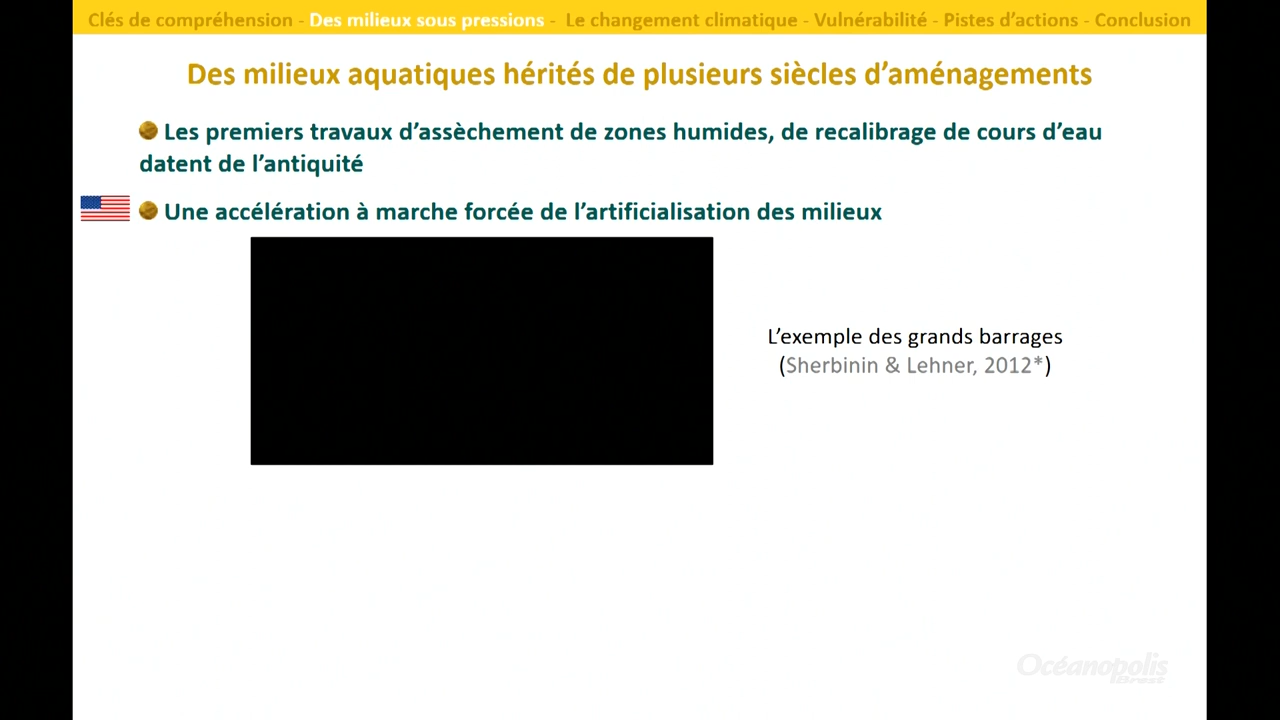 Clés de compréhension - Des milieux sous pressions - Le changement climatique - Vulnérabilité - Pistes d'actions - Conclusion
Des milieux aquatiques hérités de plusieurs siècles d'aménagements
Les premiers travaux d'assèchement de zones humides, de recalibrage de cours d'eau
datent de l'antiquité
Une accélération à marche forcée de l'artificialisation des milieux
L'exemple des grands barrages
(Sherbinin & Lehner, 2012*)
Océanopolis
Brest